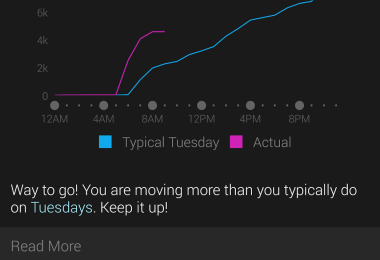 6k
4k
2k
0
12AM 4AM 8AM 12PM 4PM 8PM
Typical Tuesday Actual
Way to go! You are moving more than you typically do
on Tuesdays. Keep it up!
Read More